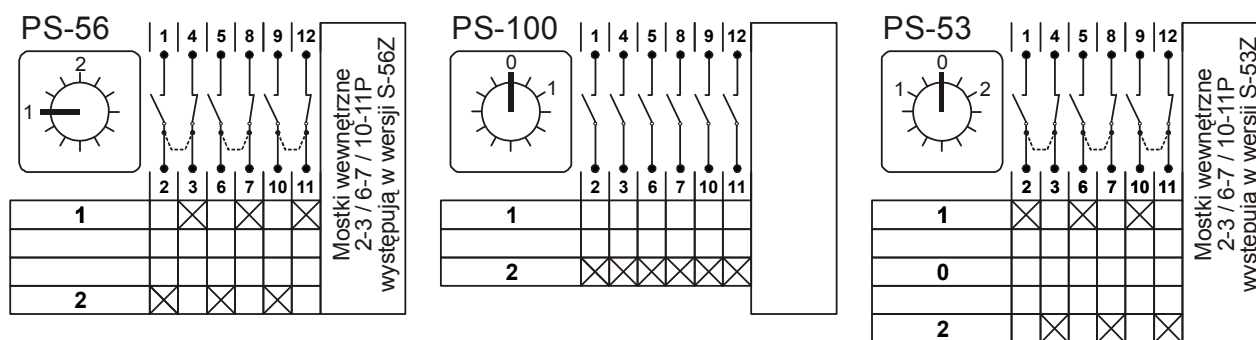 PS-56
1 4 5 8 9 12
2
1
2 3 6 7 10 11
1
2
Mostki wewnętrzne
2-3 / 6-7 / 10-11P
występują w wersji S-56Z
PS-100
1 4 5 8 9 12
0
1
2 3 6 7 10 11
1
2
PS-53
1 4 5 8 9 12
0
1 2
2 3 6 7 10 11
1
0
2
Mostki wewnętrzne
2-3 / 6-7 / 10-11P
występują w wersji S-53Z